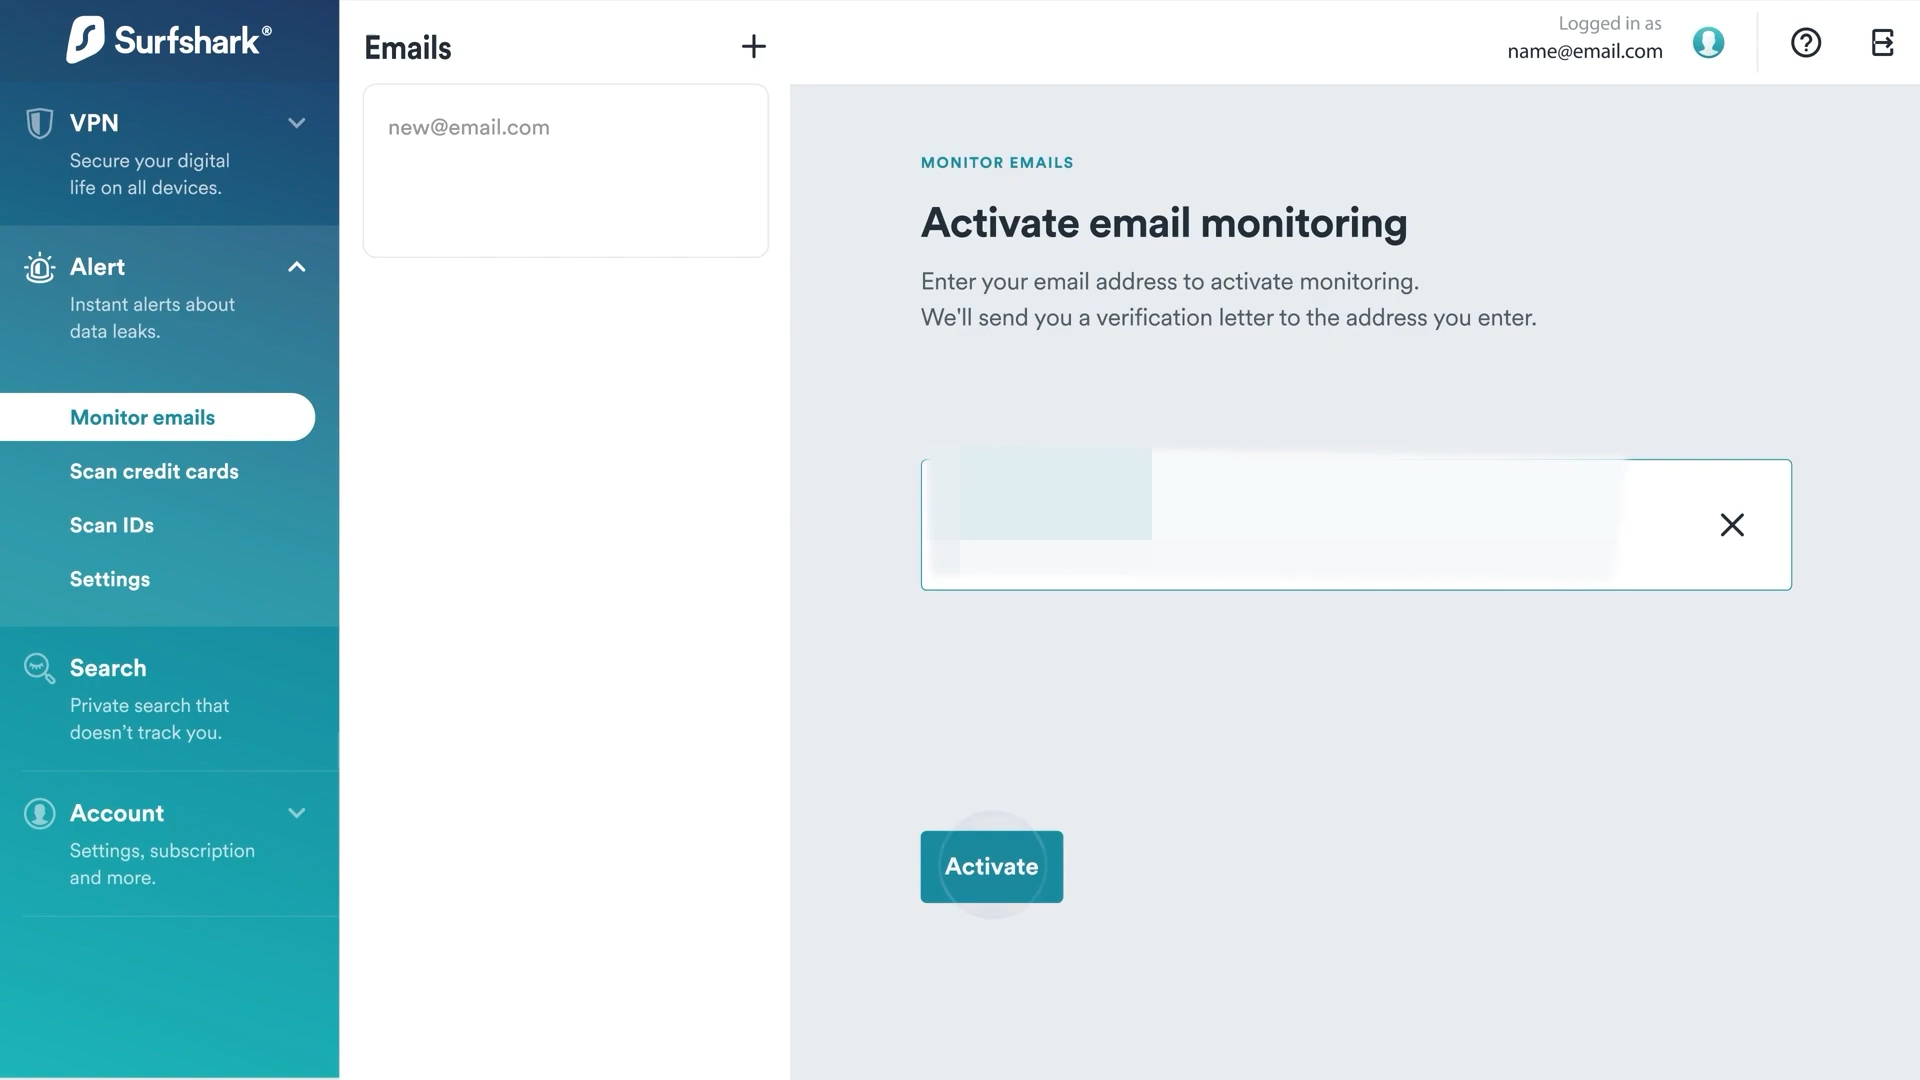 Surfshark®
VPN
Secure your digital
life on all devices.
Alert
Instant alerts about
data leaks.
Monitor emails
Scan credit cards
Scan IDs
Settings
Search
Private search that
doesn’t track you.
Account
Settings, subscription
and more.
Emails
new@email.com
Logged in as
name@email.com
MONITOR EMAILS
Activate email monitoring
Enter your email address to activate monitoring.
We'll send you a verification letter to the address you enter.
Activate